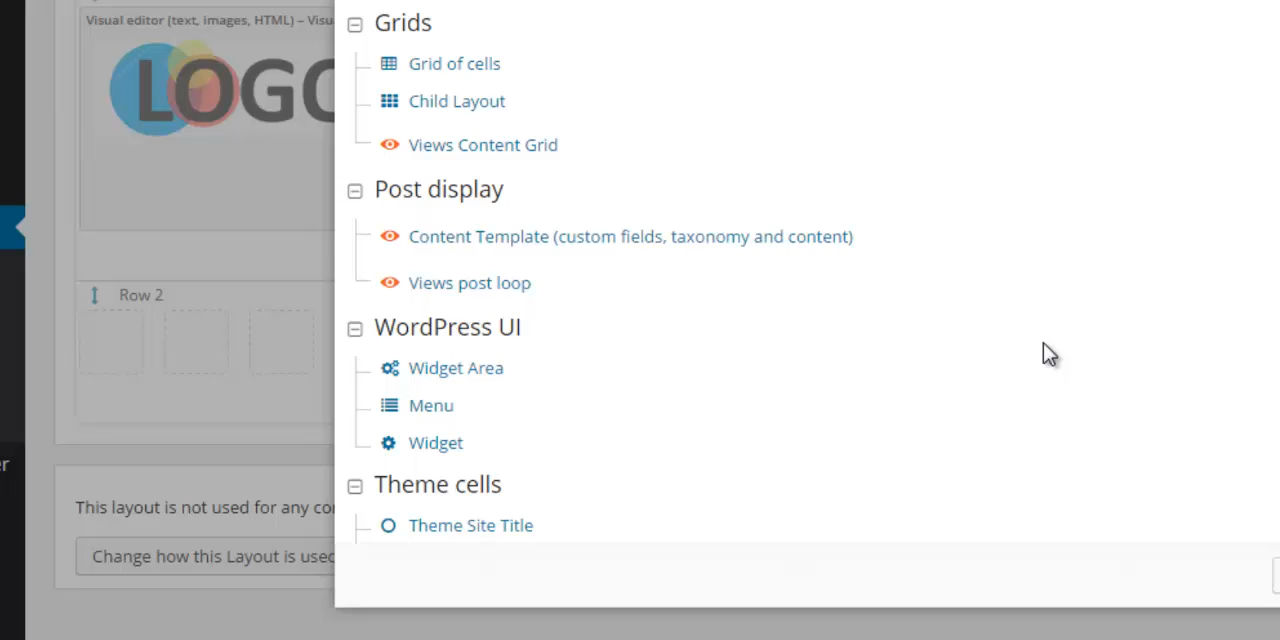 Visual editor (text, images, HTML) – Visu
LOGO
Row 2
er
This layout is not used for any co
Change how this Layout is used
Grids
Grid of cells
Child Layout
Views Content Grid
Post display
Content Template (custom fields, taxonomy and content)
Views post loop
WordPress UI
Widget Area
Menu
Widget
Theme cells
Theme Site Title